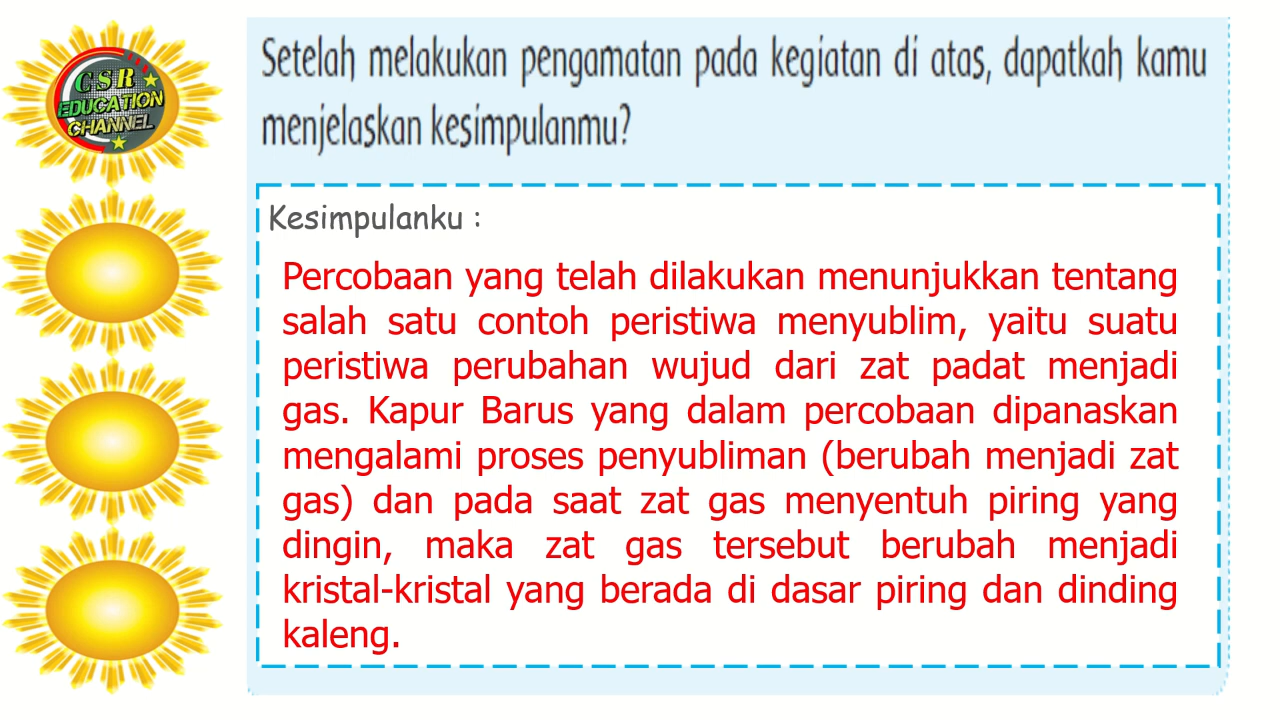 CSR
EDUCATION
CHANNEL
Setelah melakukan pengamatan pada kegiatan di atas, dapatkah kamu
menjelaskan kesimpulanmu?
Kesimpulanku :
Percobaan yang telah dilakukan menunjukkan tentang
salah satu contoh peristiwa menyublim, yaitu suatu
peristiwa perubahan wujud dari zat padat menjadi
gas. Kapur Barus yang dalam percobaan dipanaskan
mengalami proses penyubliman (berubah menjadi zat
gas) dan pada saat zat gas menyentuh piring yang
dingin, maka zat gas tersebut berubah menjadi
kristal-kristal yang berada di dasar piring dan dinding
kaleng.